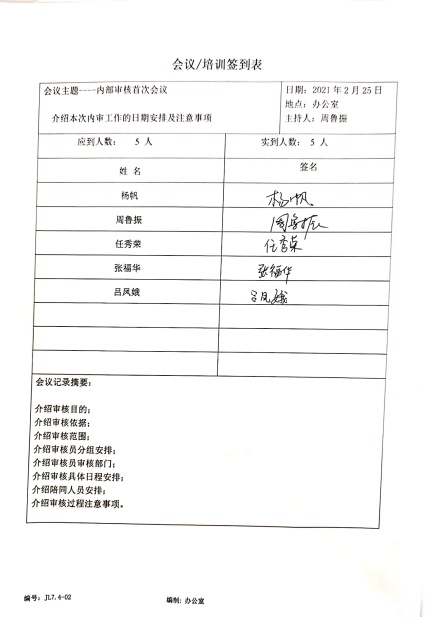 会议/培训签到表
会议主题----内部审核首次会议
介绍本次内审工作的日期安排及注意事项
日期：2021年2月25日
地点：办公室
主持人：周鲁振
应到人数： 5 人
实到人数： 5 人
姓 名
签名
杨帆
杨帆
周鲁振
周鲁振
任秀荣
任秀荣
张福华
张福华
吕凤娥
吕凤娥
会议记录摘要：
介绍审核目的；
介绍审核依据；
介绍审核范围；
介绍审核员分组安排；
介绍审核员审核部门；
介绍审核具体日程安排；
介绍陪同人员安排；
介绍审核过程注意事项。
编号：JL7.4-02
编制：办公室